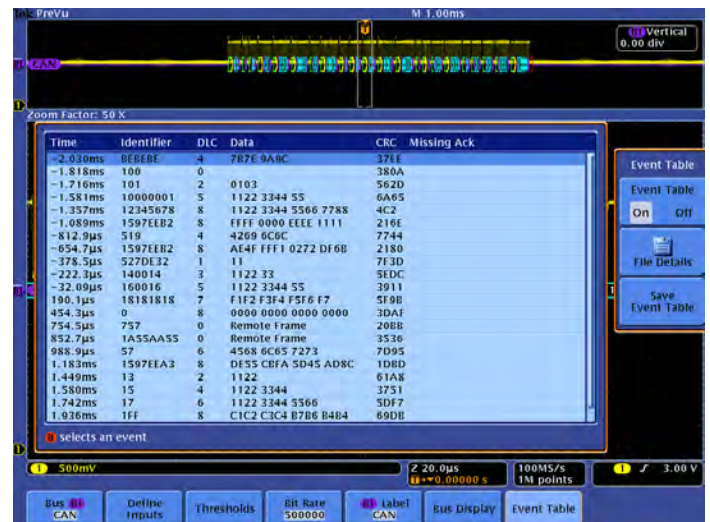 Tek PreVu M 1.00ms
B1 Vertical
0.00 div
CAN
Zoom Factor: 50 X
Time Identifier DLC Data CRC Missing Ack
-2.030ms BEBEBE 4 7B7E 9A9C 37EE
-1.818ms 100 0 380A
-1.716ms 101 2 0103 562D
-1.581ms 10000001 5 1122 3344 55 6A65
-1.357ms 12345678 8 1122 3344 5566 7788 4C2
-1.089ms 1597EEB2 8 FFFF 0000 EEEE 1111 216E
-812.9µs 519 4 4269 6C6C 7744
-654.7µs 1597EEB2 8 AE4F FFF1 0272 DF6B 2180
-378.5µs 527DE32 1 11 7F3D
-222.3µs 140014 3 1122 33 5EDC
-32.09µs 160016 5 1122 3344 55 3911
190.1µs 18181818 7 F1F2 F3F4 F5F6 F7 5F9B
454.3µs 0 8 0000 0000 0000 0000 3DAF
754.5µs 757 0 Remote Frame 20BB
852.7µs 1A55AA55 0 Remote Frame 3536
988.9µs 57 6 4568 6C65 7273 7D95
1.183ms 1597EEA3 8 DE55 CBFA 5D45 AD8C 1DBD
1.449ms 13 2 1122 61A8
1.580ms 15 4 1122 3344 3751
1.742ms 17 6 1122 3344 5566 5DF7
1.936ms 1FF 8 C1C2 C3C4 B7B6 B4B4 69DB
a selects an event
Event Table
Event Table
On Off
File Details
Save
Event Table
1 500mV
Z 20.0µs
0.00000 s
100MS/s
1M points
1 3.00 V
Bus B1
CAN
Define
Inputs
Thresholds
Bit Rate
500000
B1 Label
CAN
Bus Display
Event Table